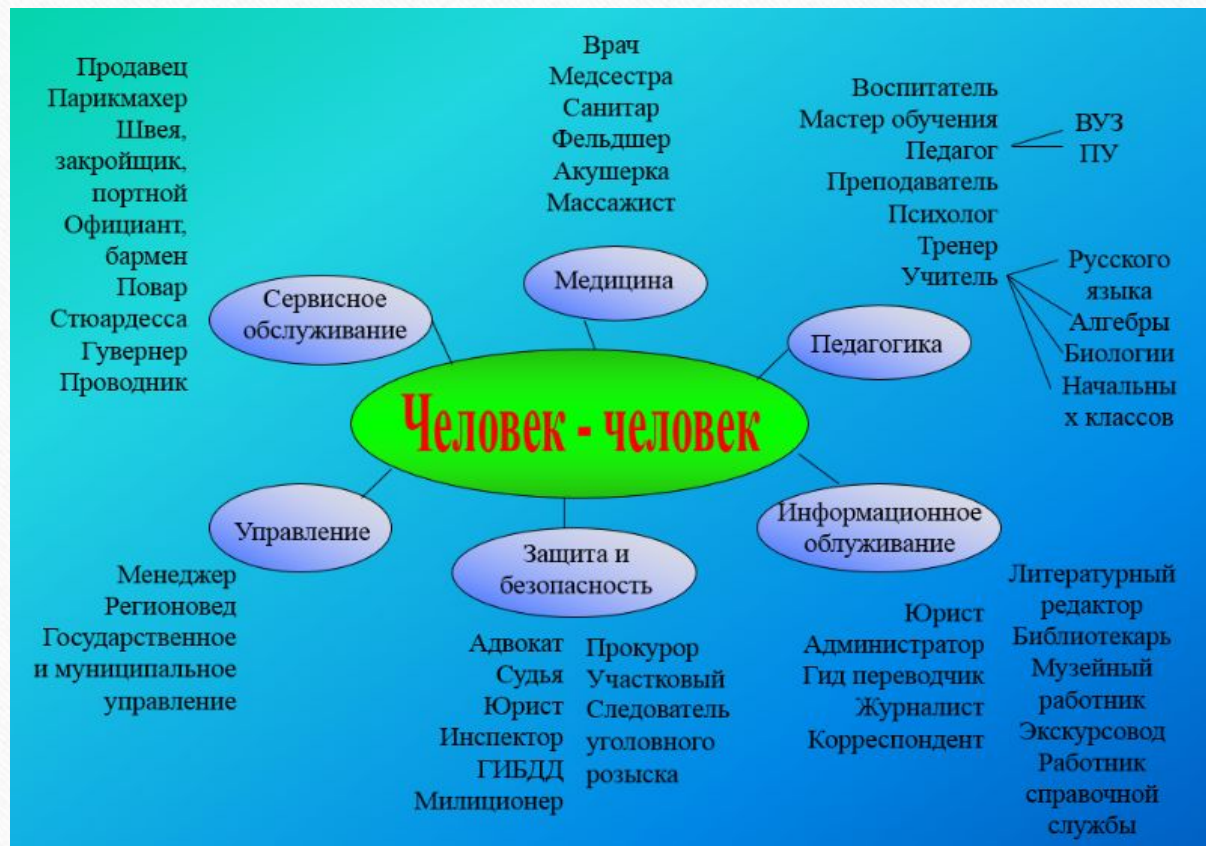 Продавец
Парикмахер
Швея,
закройщик,
портной
Официант,
бармен
Повар
Стюардесса
Гувернер
Проводник
Сервисное
обслуживание
Врач
Медсестра
Санитар
Фельдшер
Акушерка
Массажист
Медицина
Воспитатель
Мастер обучения
Педагог
Преподаватель
Психолог
Тренер
Учитель
ВУЗ
ПУ
Русского
языка
Алгебры
Биологии
Начальны
х классов
Педагогика
Человек - человек
Управление
Менеджер
Регионовед
Государственное
и муниципальное
управление
Защита и
безопасность
Адвокат
Судья
Юрист
Инспектор
ГИБДД
Милиционер
Прокурор
Участковый
Следователь
уголовного
розыска
Информационное
облуживание
Юрист
Администратор
Гид переводчик
Журналист
Корреспондент
Литературный
редактор
Библиотекарь
Музейный
работник
Экскурсовод
Работник
справочной
службы